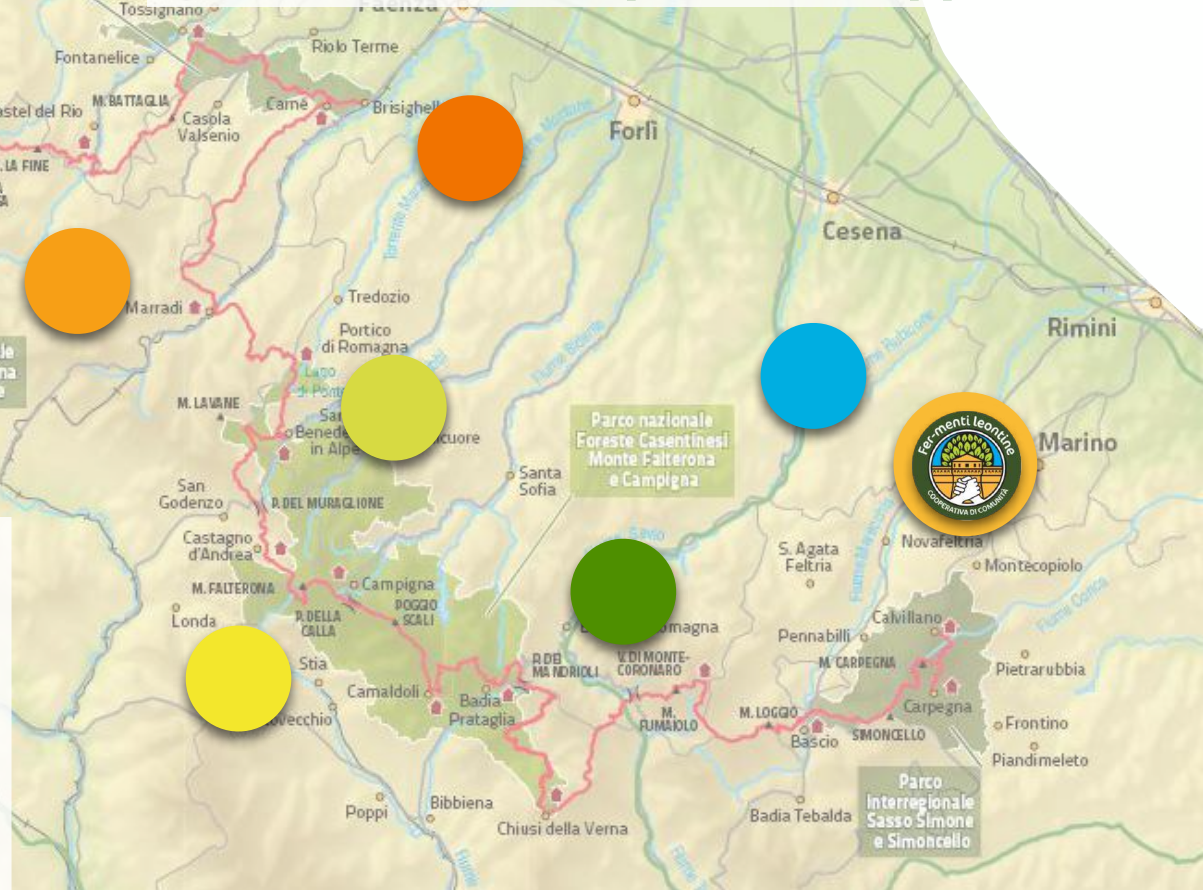 Tossignano
Faenza
Riolo Terme
Fontanelice
M. BATTAGLIA
Carnè
Casola
Valsenio
Forlì
LA FINE
Cesena
Tredozio
Marradi
Portico
di Romagna
Rimini
Lago
M. LAVANE
in Alpe
Parco nazionale
Foreste Casentinesi
Monte Falterona
e Campigna
Fer-menti leontine
COOPERATIVA DI COMUNITÀ
Marino
Santa
Sofia
San
Godenzo
P. DEL MURAGLIONE
Castagno
d'Andrea
Novafeltria
S. Agata
Feltria
Montecopiolo
M. FALTERONA
Campigna
POGGIO
SCALI
P. DELLA
CALLA
Londa
Calvillano
Pennabilli
Stia
P. DEI
MANDRIOLI
V. DI MONTE-
CORONARO
M. CARPEGNA
Pietrarubbia
Camaldoli
Badia
Prataglia
M.
FUMAIOLO
M. LOGGIO
Bascio
SIMONCELLO
Carpegna
Frontino
Piandimeleto
Parco
interregionale
Sasso Simone
e Simoncello
Poppi
Bibbiena
Chiusi della Verna
Badia Tebalda
Fiume